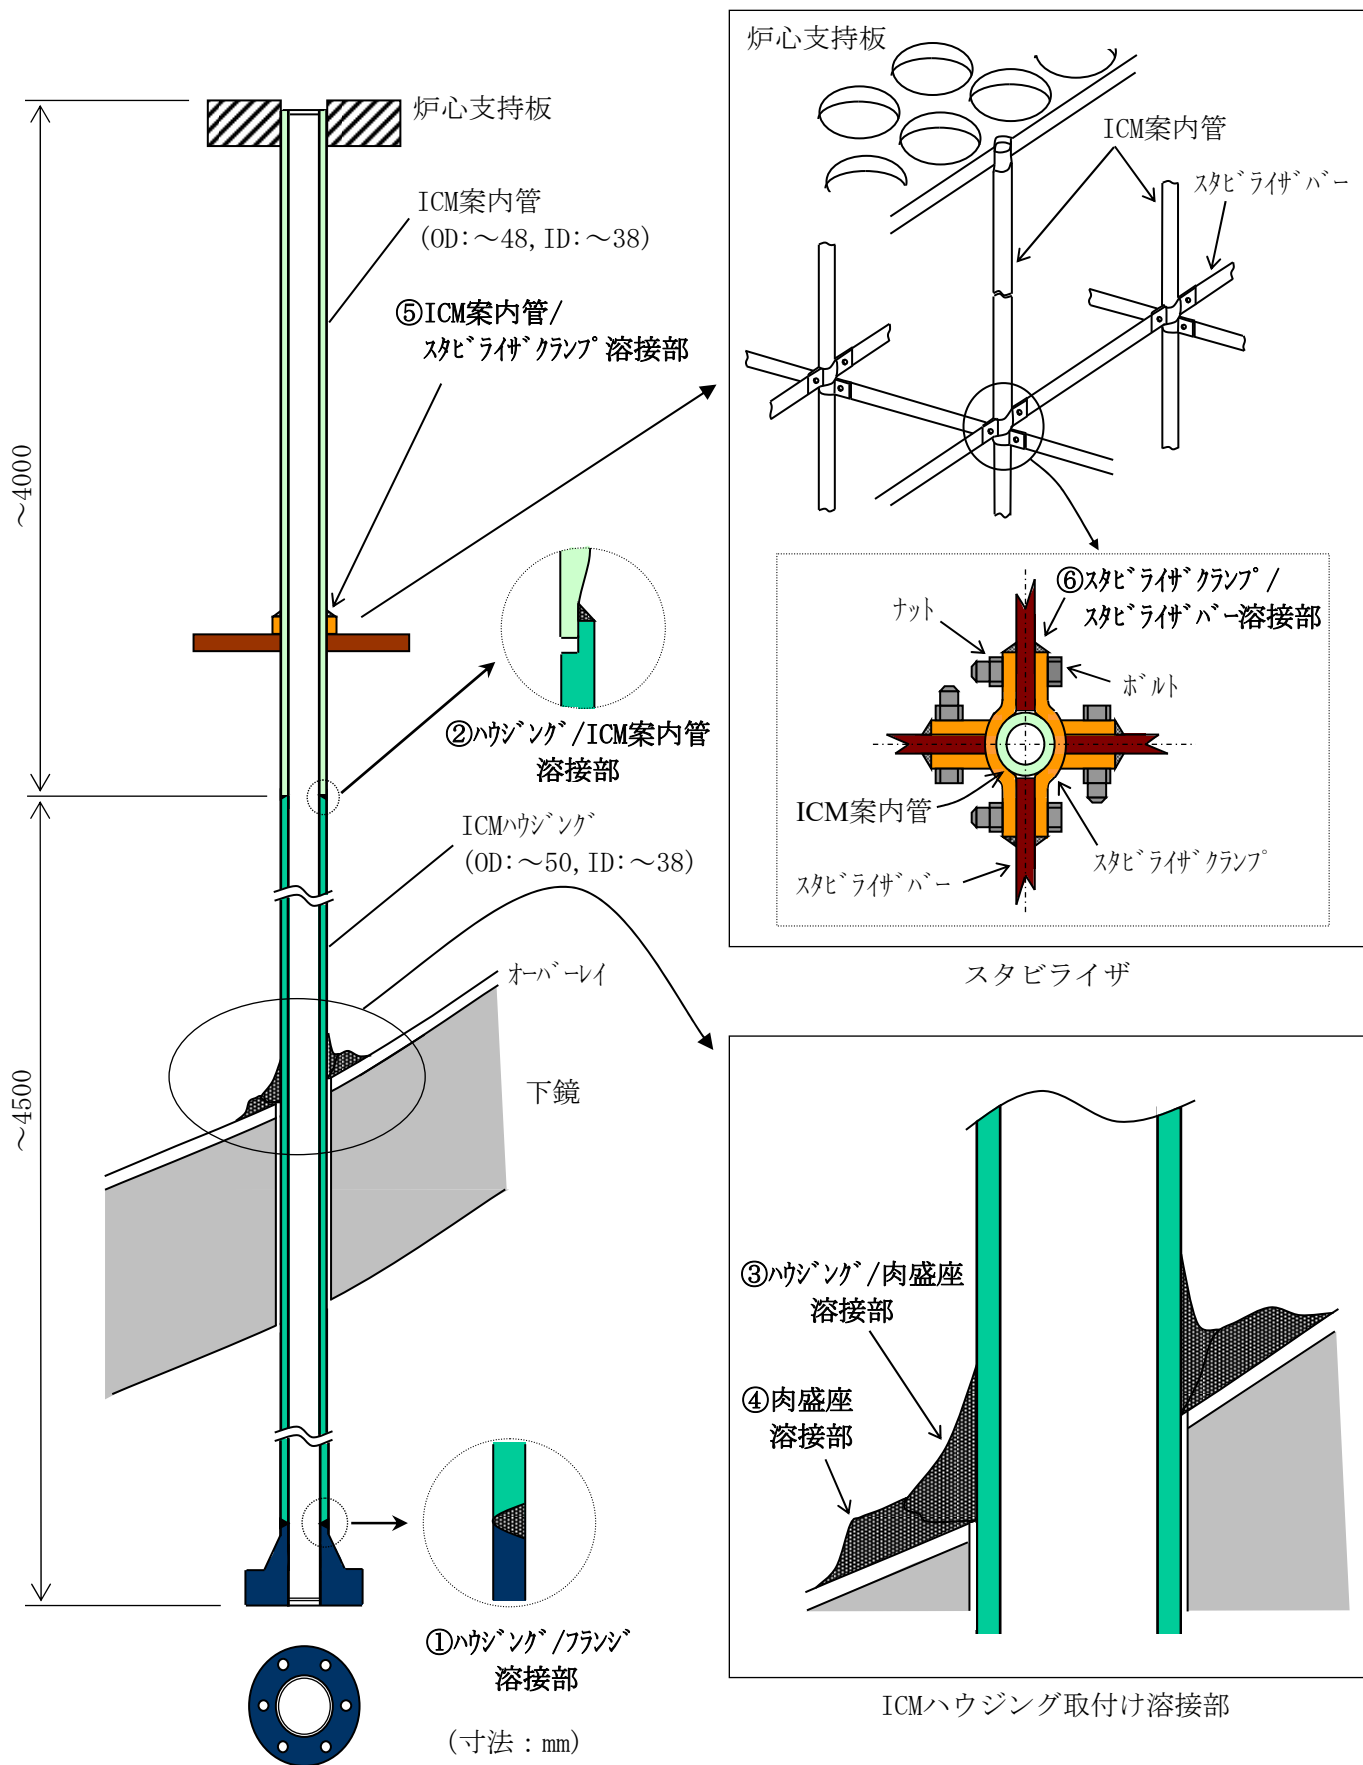 炉心支持板
ICM案内管
(OD:～48, ID:～38)
⑤ICM案内管/
ｽﾀﾋﾞﾗｲｻﾞｸﾗﾝﾌﾟ溶接部
～4000
②ﾊｳｼﾞﾝｸﾞ/ICM案内管
溶接部
ICMﾊｳｼﾞﾝｸﾞ
(OD:～50, ID:～38)
ｵｰﾊﾞｰﾚｲ
下鏡
～4500
①ﾊｳｼﾞﾝｸﾞ/ﾌﾗﾝｼﾞ
溶接部
(寸法：mm)
炉心支持板
ICM案内管
ｽﾀﾋﾞﾗｲｻﾞﾊﾞｰ
⑥ｽﾀﾋﾞﾗｲｻﾞｸﾗﾝﾌﾟ/
ｽﾀﾋﾞﾗｲｻﾞﾊﾞｰ溶接部
ﾅｯﾄ
ﾎﾞﾙﾄ
ICM案内管
ｽﾀﾋﾞﾗｲｻﾞｸﾗﾝﾌﾟ
ｽﾀﾋﾞﾗｲｻﾞﾊﾞｰ
スタビライザ
③ﾊｳｼﾞﾝｸﾞ/肉盛座
溶接部
④肉盛座
溶接部
ICMハウジング取付け溶接部